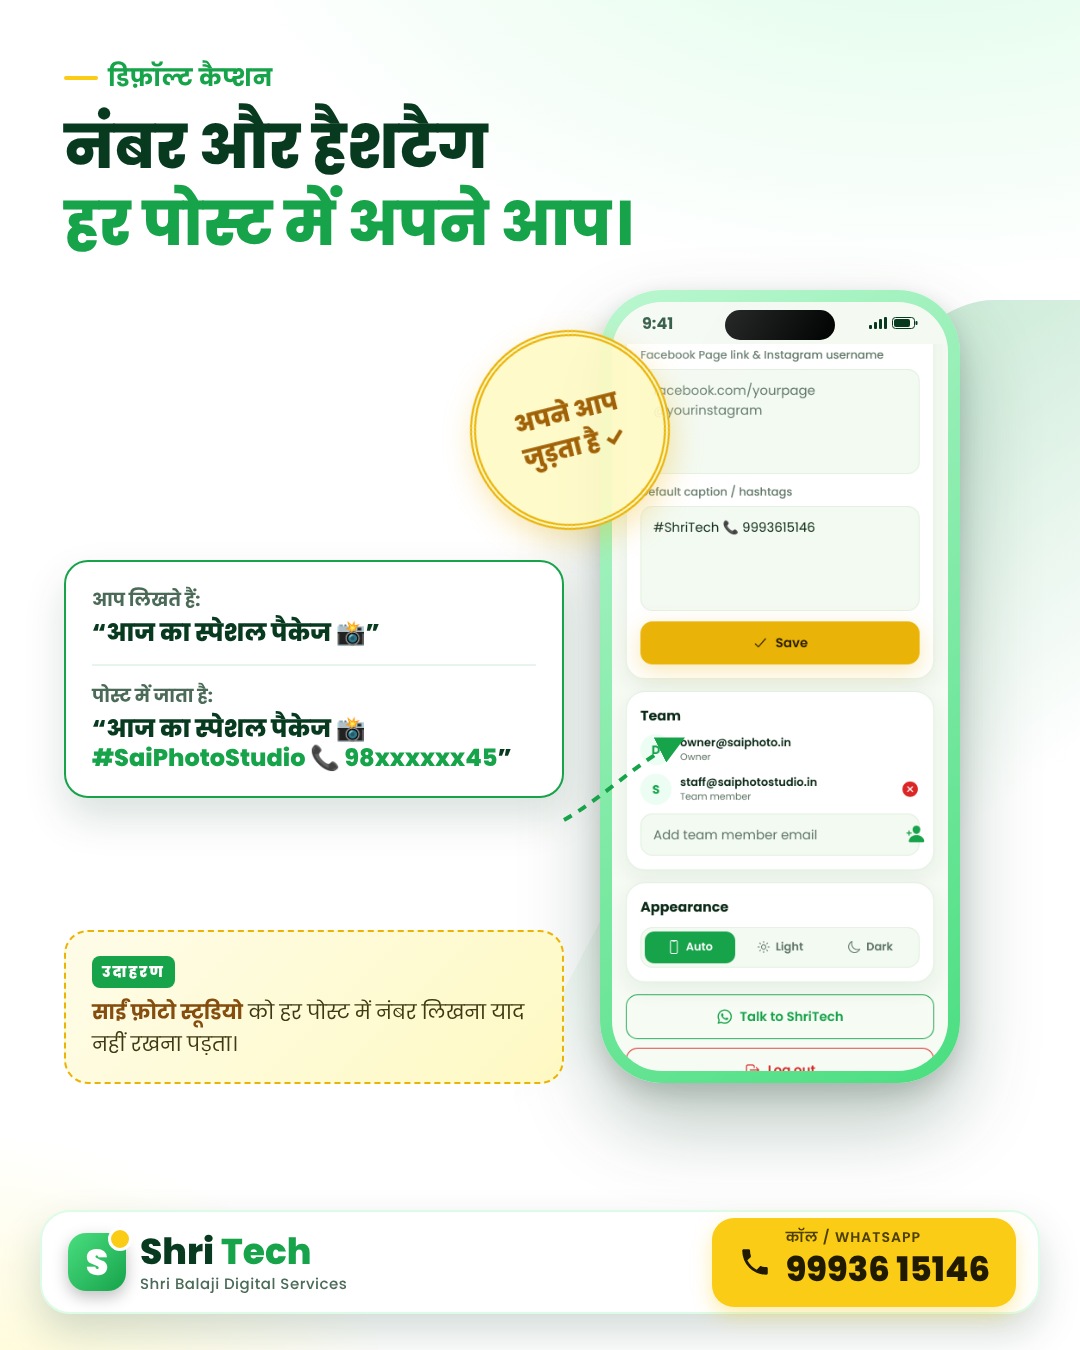 डिफ़ॉल्ट कैप्शन
नंबर और हैशटैग
हर पोस्ट में अपने आप।
अपने आप
जुड़ता है ✓
आप लिखते हैं:
“आज का स्पेशल पैकेज 📸”
पोस्ट में जाता है:
“आज का स्पेशल पैकेज 📸
#SaiPhotoStudio 📞 98xxxxxx45”
उदाहरण
साईं फ़ोटो स्टूडियो को हर पोस्ट में नंबर लिखना याद
नहीं रखना पड़ता।
9:41
Facebook Page link & Instagram username
acebook.com/yourpage
yourinstagram
efault caption / hashtags
#ShriTech 📞 9993615146
✓ Save
Team
owner@saiphoto.in
Owner
S
staff@saiphotostudio.in
Team member
Add team member email
Appearance
Auto
Light
Dark
Talk to ShriTech
Log out
S
Shri Tech
Shri Balaji Digital Services
कॉल / WHATSAPP
99936 15146